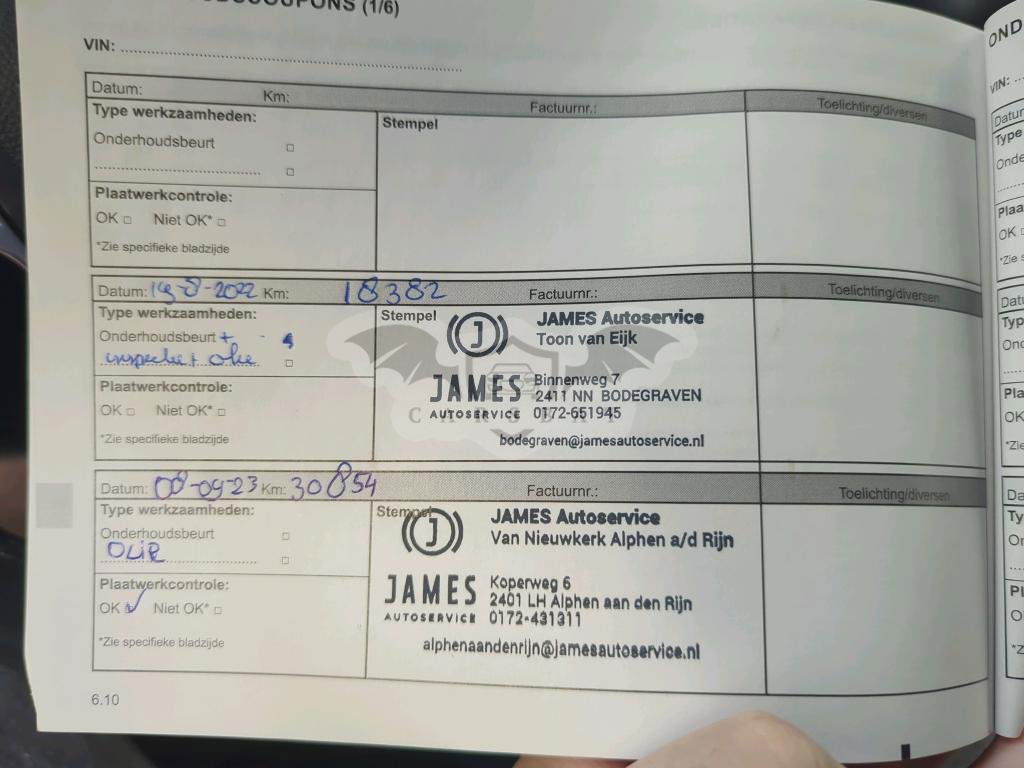 COUPONS (1/6)
VIN:
Datum: Km: Factuurnr.: Toelichting/diversen
Type werkzaamheden:
Stempel
Onderhoudsbeurt
Plaatwerkcontrole:
OK Niet OK*
*Zie specifieke bladzijde
Datum: 19-8-2022 Km: 18382 Factuurnr.: Toelichting/diversen
Type werkzaamheden:
Stempel
Onderhoudsbeurt +
inspectie + olie
Plaatwerkcontrole:
OK Niet OK*
*Zie specifieke bladzijde
JAMES Autoservice
Toon van Eijk
JAMES
AUTOSERVICE
Binnenweg 7
2411 NN BODEGRAVEN
0172-651945
bodegraven@jamesautoservice.nl
CARSBAT
Datum: 08-09-23 Km: 30854 Factuurnr.: Toelichting/diversen
Type werkzaamheden:
Stempel
Onderhoudsbeurt
OLIE
Plaatwerkcontrole:
OK Niet OK*
*Zie specifieke bladzijde
JAMES Autoservice
Van Nieuwkerk Alphen a/d Rijn
JAMES
AUTOSERVICE
Koperweg 6
2401 LH Alphen aan den Rijn
0172-431311
alphenaandenrijn@jamesautoservice.nl
6.10
OND
VIN: